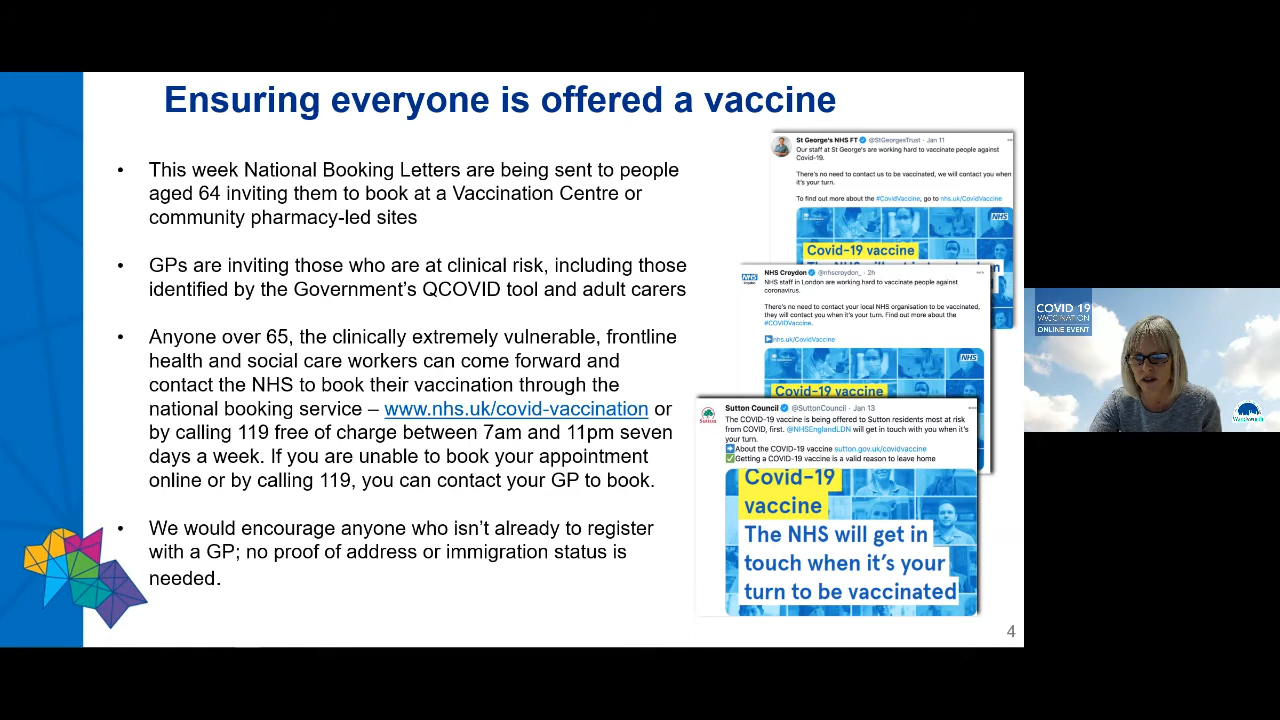 Ensuring everyone is offered a vaccine
• This week National Booking Letters are being sent to people
aged 64 inviting them to book at a Vaccination Centre or
community pharmacy-led sites
• GPs are inviting those who are at clinical risk, including those
identified by the Government's QCOVID tool and adult carers
• Anyone over 65, the clinically extremely vulnerable, frontline
health and social care workers can come forward and
contact the NHS to book their vaccination through the
national booking service – www.nhs.uk/covid-vaccination or
by calling 119 free of charge between 7am and 11pm seven
days a week. If you are unable to book your appointment
online or by calling 119, you can contact your GP to book.
• We would encourage anyone who isn't already to register
with a GP; no proof of address or immigration status is
needed.
St George's NHS FT @StGeorgesTrust · Jan 11
Our staff at St George's are working hard to vaccinate people against
Covid-19.
There's no need to contact us to be vaccinated, we will contact you when
it's your turn.
To find out more about the #CovidVaccine, go to nhs.uk/CovidVaccine
NHS
Covid-19 vaccine
NHS
Croydon
NHS Croydon @nhscroydon_ · 2h
NHS staff in London are working hard to vaccinate people against
coronavirus.
There's no need to contact your local NHS organisation to be vaccinated,
they will contact you when it's your turn. Find out more about the
#COVIDVaccine.
nhs.uk/CovidVaccine
NHS
Covid-19 vaccine
Sutton
Sutton Council @SuttonCouncil · Jan 13
The COVID-19 vaccine is being offered to Sutton residents most at risk
from COVID, first. @NHSEnglandLDN will get in touch with you when it's
your turn.
About the COVID-19 vaccine sutton.gov.uk/covidvaccine
Getting a COVID-19 vaccine is a valid reason to leave home
Covid-19
vaccine
The NHS will get in
touch when it's your
turn to be vaccinated
4
COVID 19
VACCINATION
ONLINE EVENT
Wandsworth